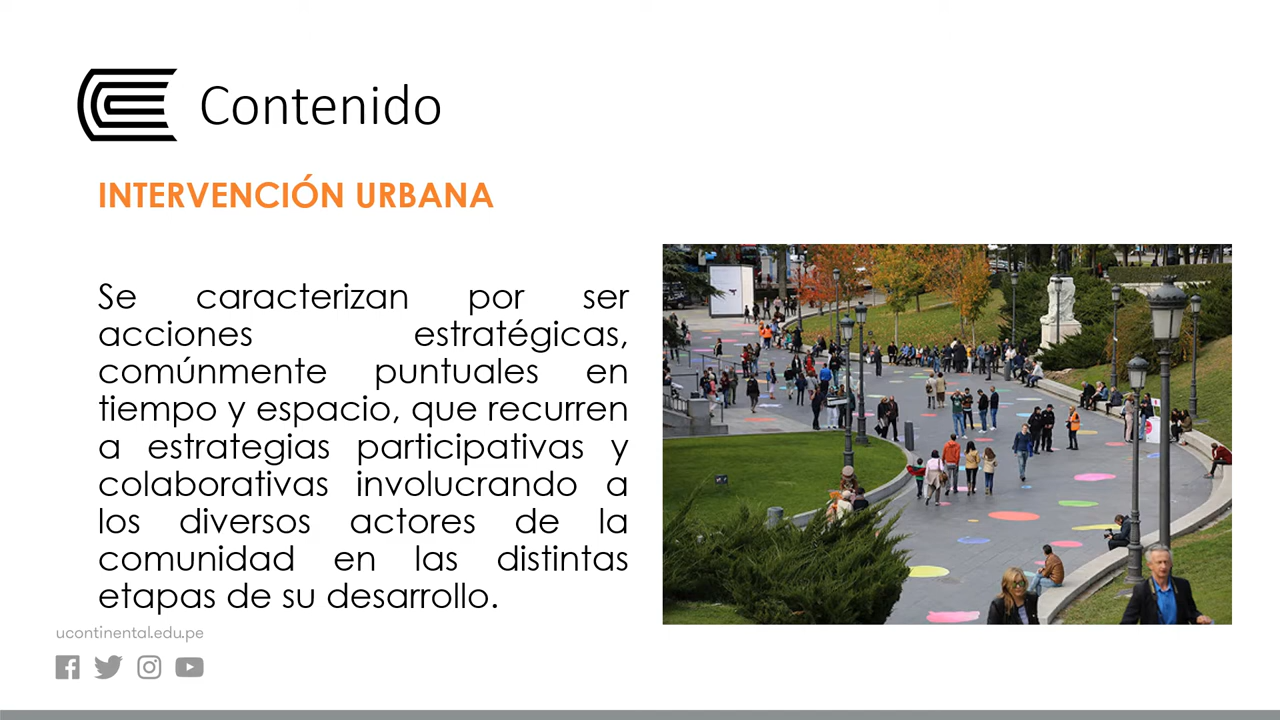 Contenido
INTERVENCIÓN URBANA
Se caracterizan por ser
acciones estratégicas,
comúnmente puntuales en
tiempo y espacio, que recurren
a estrategias participativas y
colaborativas involucrando a
los diversos actores de la
comunidad en las distintas
etapas de su desarrollo.
ucontinental.edu.pe